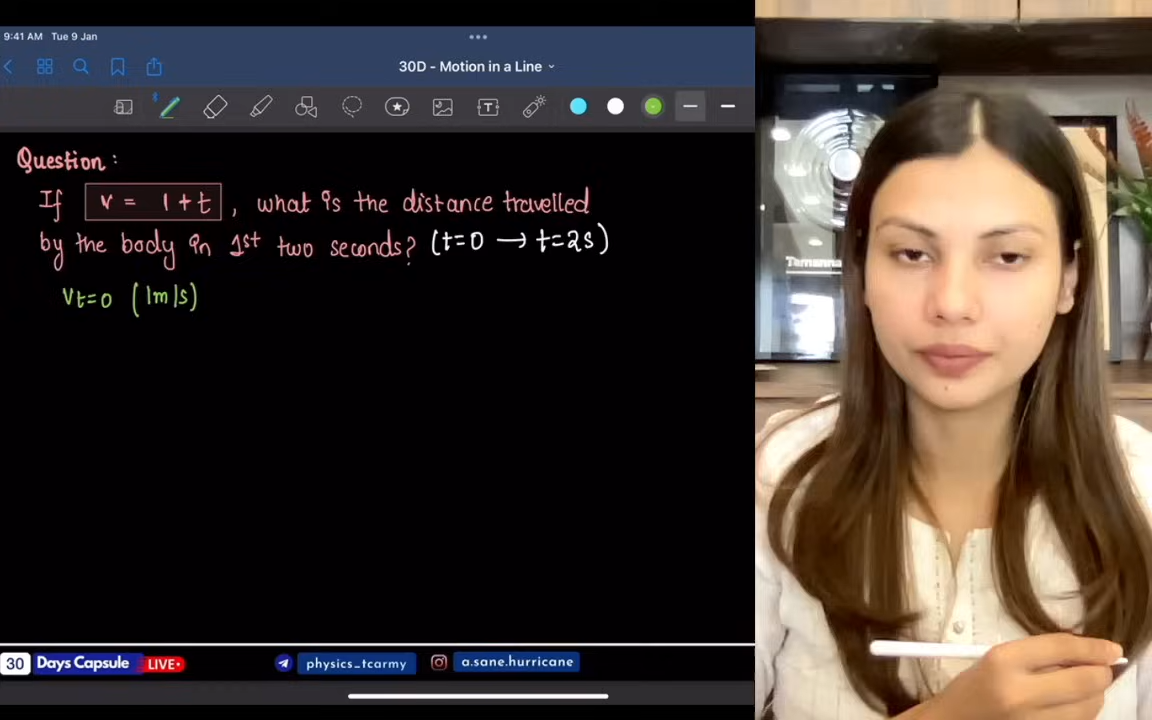 9:41 AM Tue 9 Jan
30D - Motion in a Line
Question :
If v = 1 + t , what is the distance travelled
by the body in 1st two seconds? (t=0 → t=2s)
Vt=0 (1m/s)
30 Days Capsule LIVE
physics_tcarmy
a.sane.hurricane